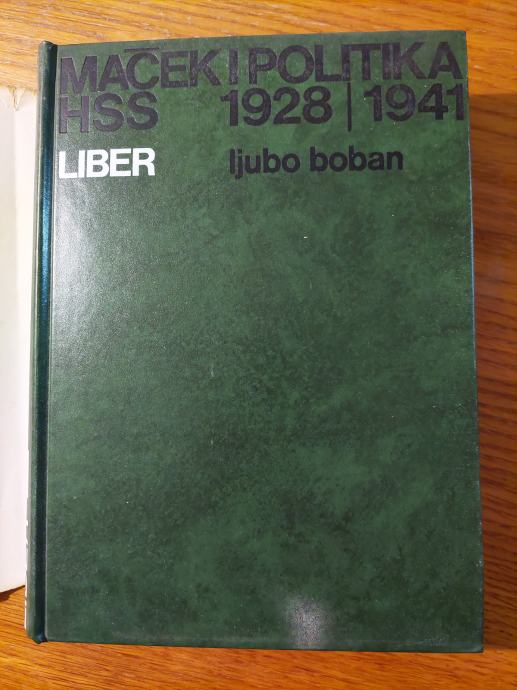 MAČEK I POLITIKA
HSS 1928 | 1941
LIBER ljubo boban